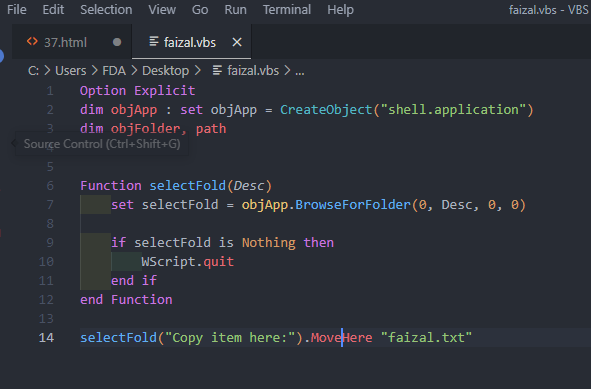 File Edit Selection View Go Run Terminal Help faizal.vbs - VBS
37.html faizal.vbs
C: > Users > FDA > Desktop > faizal.vbs > ...
1 Option Explicit
2 dim objApp : set objApp = CreateObject("shell.application")
3 dim objFolder, path
Source Control (Ctrl+Shift+G)
5
6 Function selectFold(Desc)
7 set selectFold = objApp.BrowseForFolder(0, Desc, 0, 0)
8
9 if selectFold is Nothing then
10 WScript.quit
11 end if
12 end Function
13
14 selectFold("Copy item here:").MoveHere "faizal.txt"